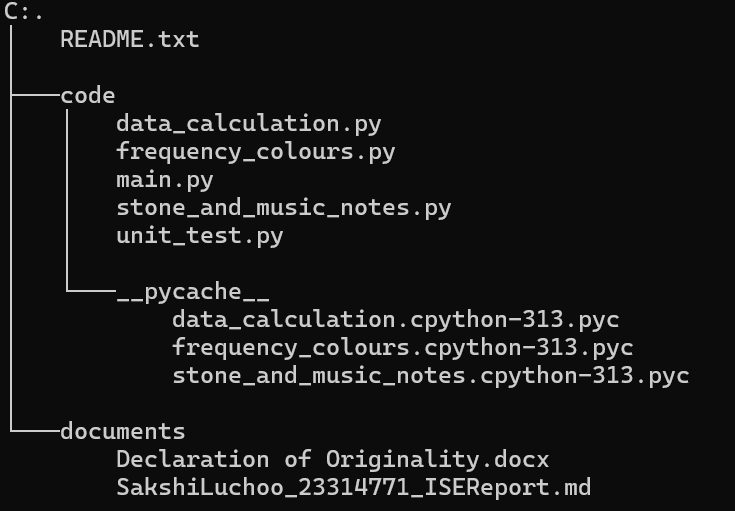 C:.
README.txt
code
data_calculation.py
frequency_colours.py
main.py
stone_and_music_notes.py
unit_test.py
__pycache__
data_calculation.cpython-313.pyc
frequency_colours.cpython-313.pyc
stone_and_music_notes.cpython-313.pyc
documents
Declaration of Originality.docx
SakshiLuchoo_23314771_ISEReport.md